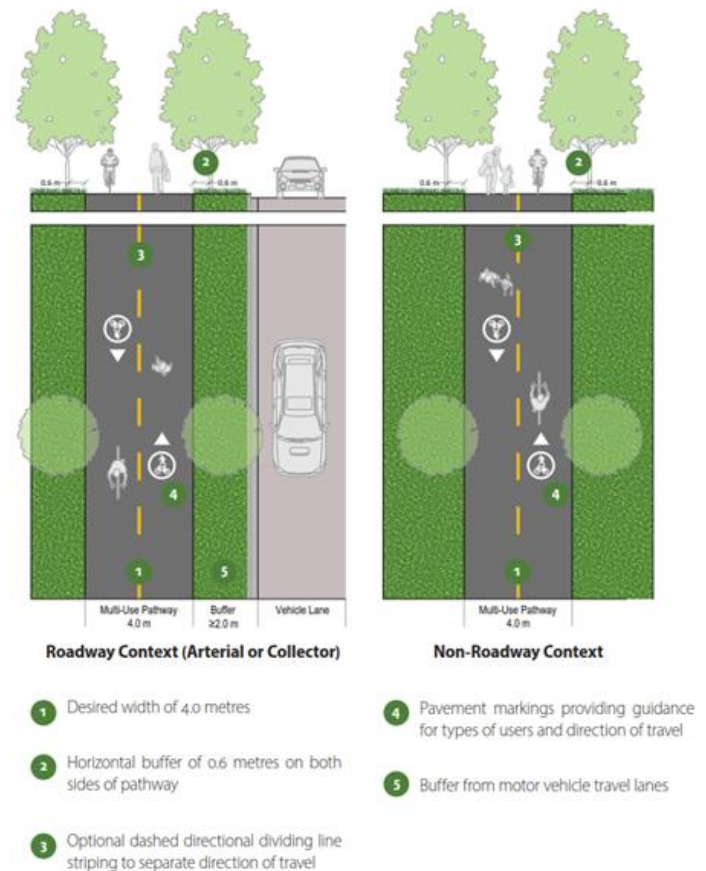 2
2
0.6 m
0.6 m
0.6 m
0.6 m
3
3
4
4
1
5
1
Multi-Use Pathway
4.0 m
Buffer
≥2.0 m
Vehicle Lane
Multi-Use Pathway
4.0 m
Roadway Context (Arterial or Collector)
Non-Roadway Context
1 Desired width of 4.0 metres
2 Horizontal buffer of 0.6 metres on both
sides of pathway
3 Optional dashed directional dividing line
striping to separate direction of travel
4 Pavement markings providing guidance
for types of users and direction of travel
5 Buffer from motor vehicle travel lanes